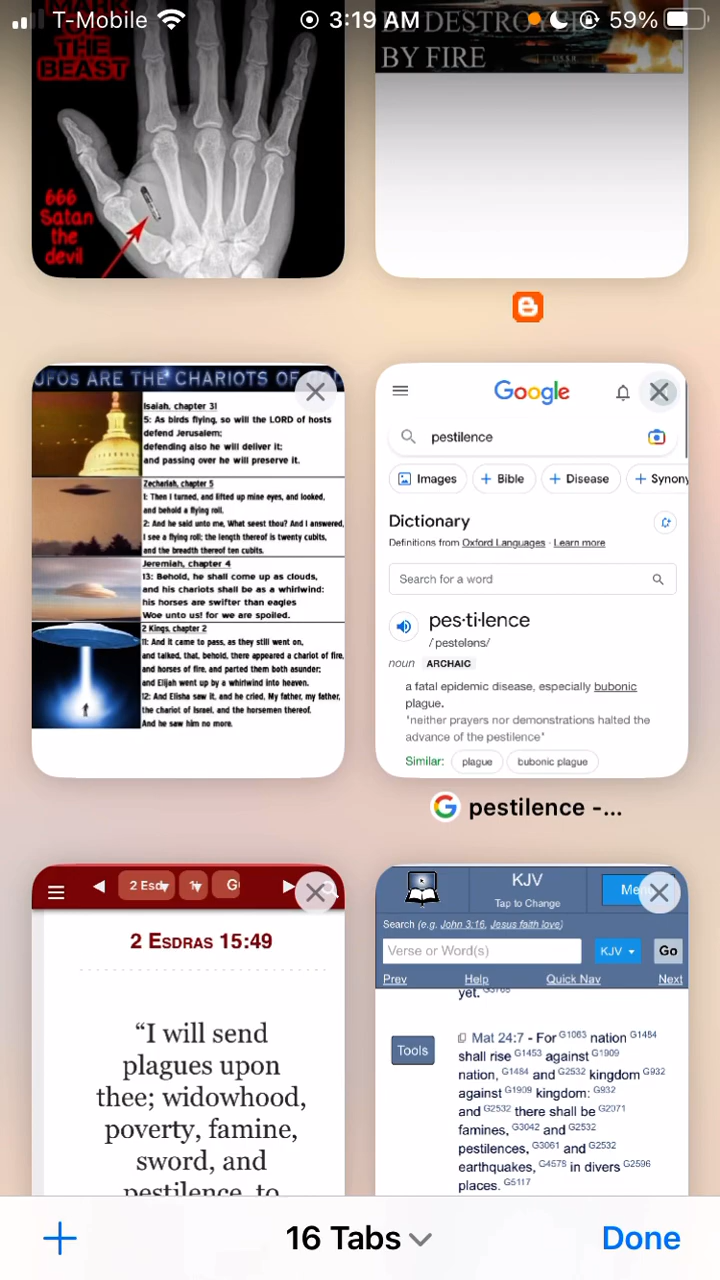 T-Mobile 3:19 AM 59%
MARK
OF
THE
BEAST
666
Satan
the
devil
BE DESTROYED
BY FIRE
UFOs ARE THE CHARIOTS OF GOD
Isaiah, chapter 31
5: As birds flying, so will the LORD of hosts
defend Jerusalem;
defending also he will deliver it;
and passing over he will preserve it.
Zechariah, chapter 5
1: Then I turned, and lifted up mine eyes, and looked,
and behold a flying roll.
2: And he said unto me, What seest thou? And I answered,
I see a flying roll; the length thereof is twenty cubits,
and the breadth thereof ten cubits.
Jeremiah, chapter 4
13: Behold, he shall come up as clouds,
and his chariots shall be as a whirlwind:
his horses are swifter than eagles
Woe unto us! for we are spoiled.
2 Kings, chapter 2
11: And it came to pass, as they still went on,
and talked, that, behold, there appeared a chariot of fire,
and horses of fire, and parted them both asunder;
and Elijah went up by a whirlwind into heaven.
12: And Elisha saw it, and he cried, My father, my father,
the chariot of Israel, and the horsemen thereof.
And he saw him no more.
Google
pestilence
Images + Bible + Disease + Synony
Dictionary
Definitions from Oxford Languages · Learn more
Search for a word
pes·ti·lence
/ˈpestələns/
noun ARCHAIC
a fatal epidemic disease, especially bubonic
plague.
"neither prayers nor demonstrations halted the
advance of the pestilence"
Similar: plague bubonic plague
pestilence -...
2 Esd
2 Esdras 15:49
“I will send
plagues upon
thee; widowhood,
poverty, famine,
sword, and
pestilence, to
KJV
Tap to Change
Men
Search (e.g. John 3:16, Jesus faith love)
Verse or Word(s) KJV Go
Prev Help Quick Nav Next
yet. G3765
Tools
Mat 24:7 - For G1063 nation G1484
shall rise G1453 against G1909
nation, G1484 and G2532 kingdom G932
against G1909 kingdom: G932
and G2532 there shall be G2071
famines, G3042 and G2532
pestilences, G3061 and G2532
earthquakes, G4578 in divers G2596
places. G5117
16 Tabs
Done